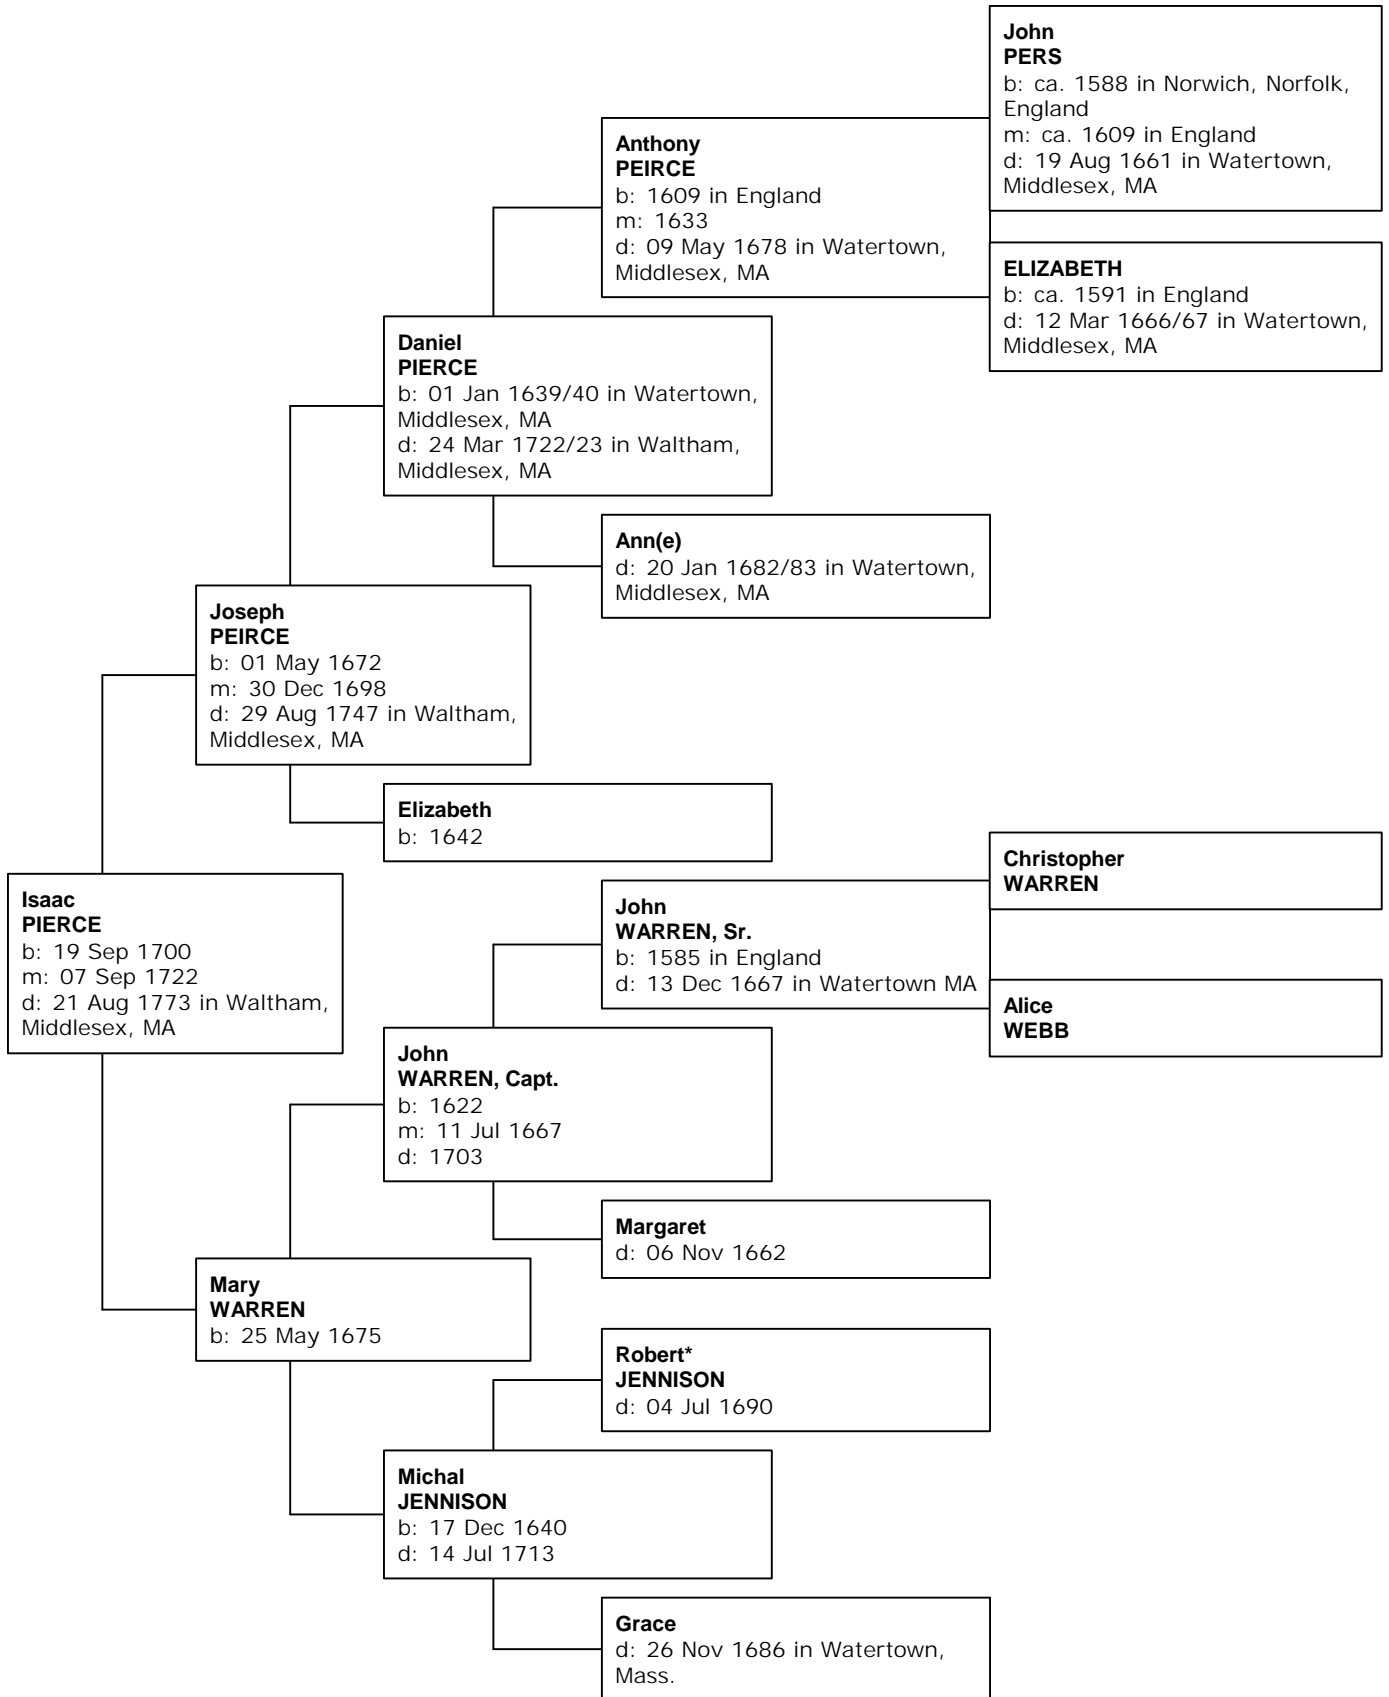 John
PERS
b: ca. 1588 in Norwich, Norfolk,
England
m: ca. 1609 in England
d: 19 Aug 1661 in Watertown,
Middlesex, MA
Anthony
PEIRCE
b: 1609 in England
m: 1633
d: 09 May 1678 in Watertown,
Middlesex, MA
ELIZABETH
b: ca. 1591 in England
d: 12 Mar 1666/67 in Watertown,
Middlesex, MA
Daniel
PIERCE
b: 01 Jan 1639/40 in Watertown,
Middlesex, MA
d: 24 Mar 1722/23 in Waltham,
Middlesex, MA
Ann(e)
d: 20 Jan 1682/83 in Watertown,
Middlesex, MA
Joseph
PEIRCE
b: 01 May 1672
m: 30 Dec 1698
d: 29 Aug 1747 in Waltham,
Middlesex, MA
Elizabeth
b: 1642
Christopher
WARREN
Isaac
PIERCE
b: 19 Sep 1700
m: 07 Sep 1722
d: 21 Aug 1773 in Waltham,
Middlesex, MA
John
WARREN, Sr.
b: 1585 in England
d: 13 Dec 1667 in Watertown MA
Alice
WEBB
John
WARREN, Capt.
b: 1622
m: 11 Jul 1667
d: 1703
Margaret
d: 06 Nov 1662
Mary
WARREN
b: 25 May 1675
Robert*
JENNISON
d: 04 Jul 1690
Michal
JENNISON
b: 17 Dec 1640
d: 14 Jul 1713
Grace
d: 26 Nov 1686 in Watertown,
Mass.